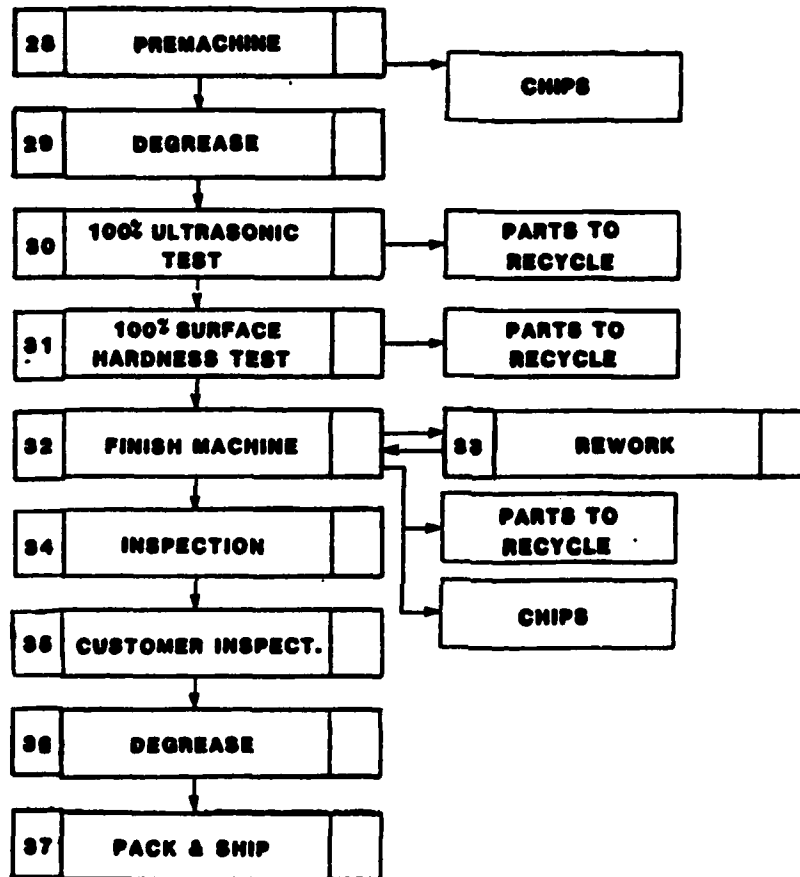 28 PREMACHINE
CHIPS
29 DEGREASE
30 100% ULTRASONIC
TEST
PARTS TO
RECYCLE
31 100% SURFACE
HARDNESS TEST
PARTS TO
RECYCLE
32 FINISH MACHINE
33 REWORK
PARTS TO
RECYCLE
CHIPS
34 INSPECTION
35 CUSTOMER INSPECT.
36 DEGREASE
37 PACK & SHIP